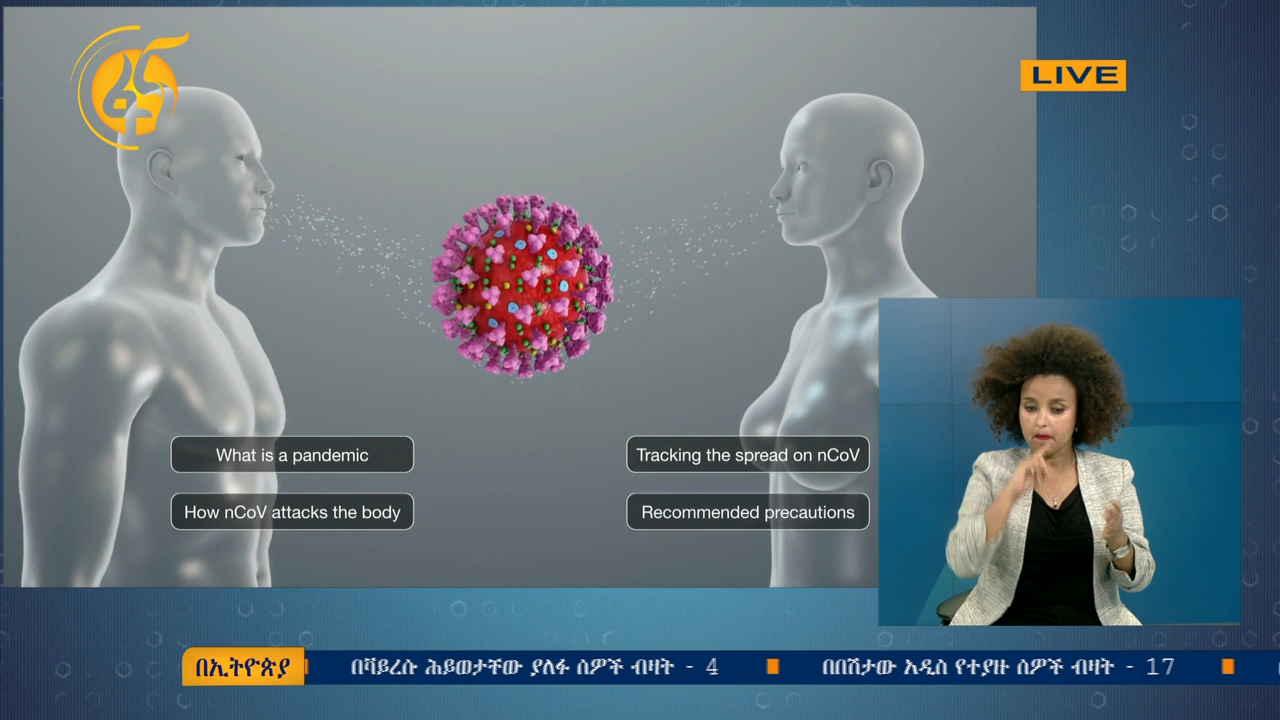 ፋና
LIVE
What is a pandemic
Tracking the spread on nCoV
How nCoV attacks the body
Recommended precautions
በኢትዮጵያ
በቫይረሱ ሕይወታቸው ያለፉ ሰዎች ብዛት - 4
በበሽታው አዲስ የተያዙ ሰዎች ብዛት - 17